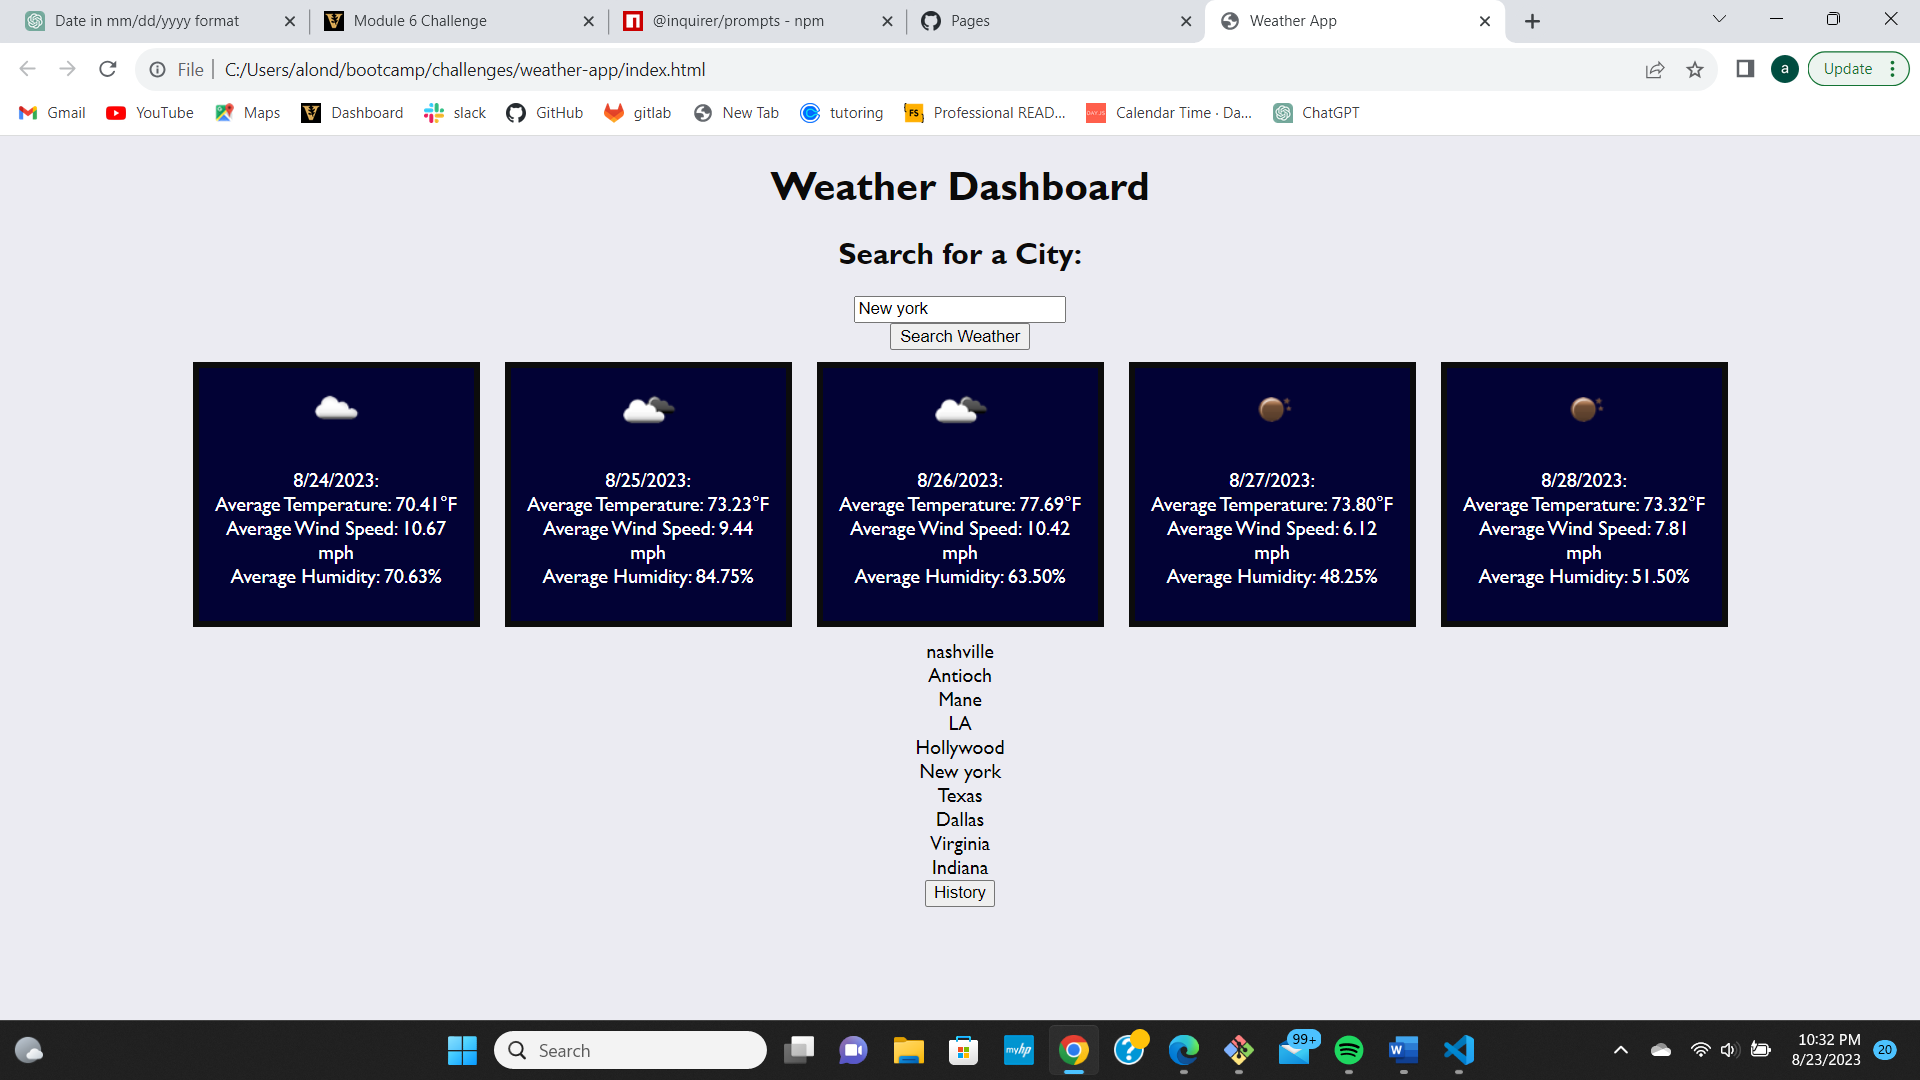 Date in mm/dd/yyyy format
Module 6 Challenge
@inquirer/prompts - npm
Pages
Weather App
File
C:/Users/alond/bootcamp/challenges/weather-app/index.html
a
Update
Gmail
YouTube
Maps
Dashboard
slack
GitHub
gitlab
New Tab
tutoring
FS
Professional READ...
DAY.JS
Calendar Time · Da...
ChatGPT
Weather Dashboard
Search for a City:
New york
Search Weather
8/24/2023:
Average Temperature: 70.41°F
Average Wind Speed: 10.67
mph
Average Humidity: 70.63%
8/25/2023:
Average Temperature: 73.23°F
Average Wind Speed: 9.44
mph
Average Humidity: 84.75%
8/26/2023:
Average Temperature: 77.69°F
Average Wind Speed: 10.42
mph
Average Humidity: 63.50%
8/27/2023:
Average Temperature: 73.80°F
Average Wind Speed: 6.12
mph
Average Humidity: 48.25%
8/28/2023:
Average Temperature: 73.32°F
Average Wind Speed: 7.81
mph
Average Humidity: 51.50%
nashville
Antioch
Mane
LA
Hollywood
New york
Texas
Dallas
Virginia
Indiana
History
Search
myhp
99+
10:32 PM
8/23/2023
20